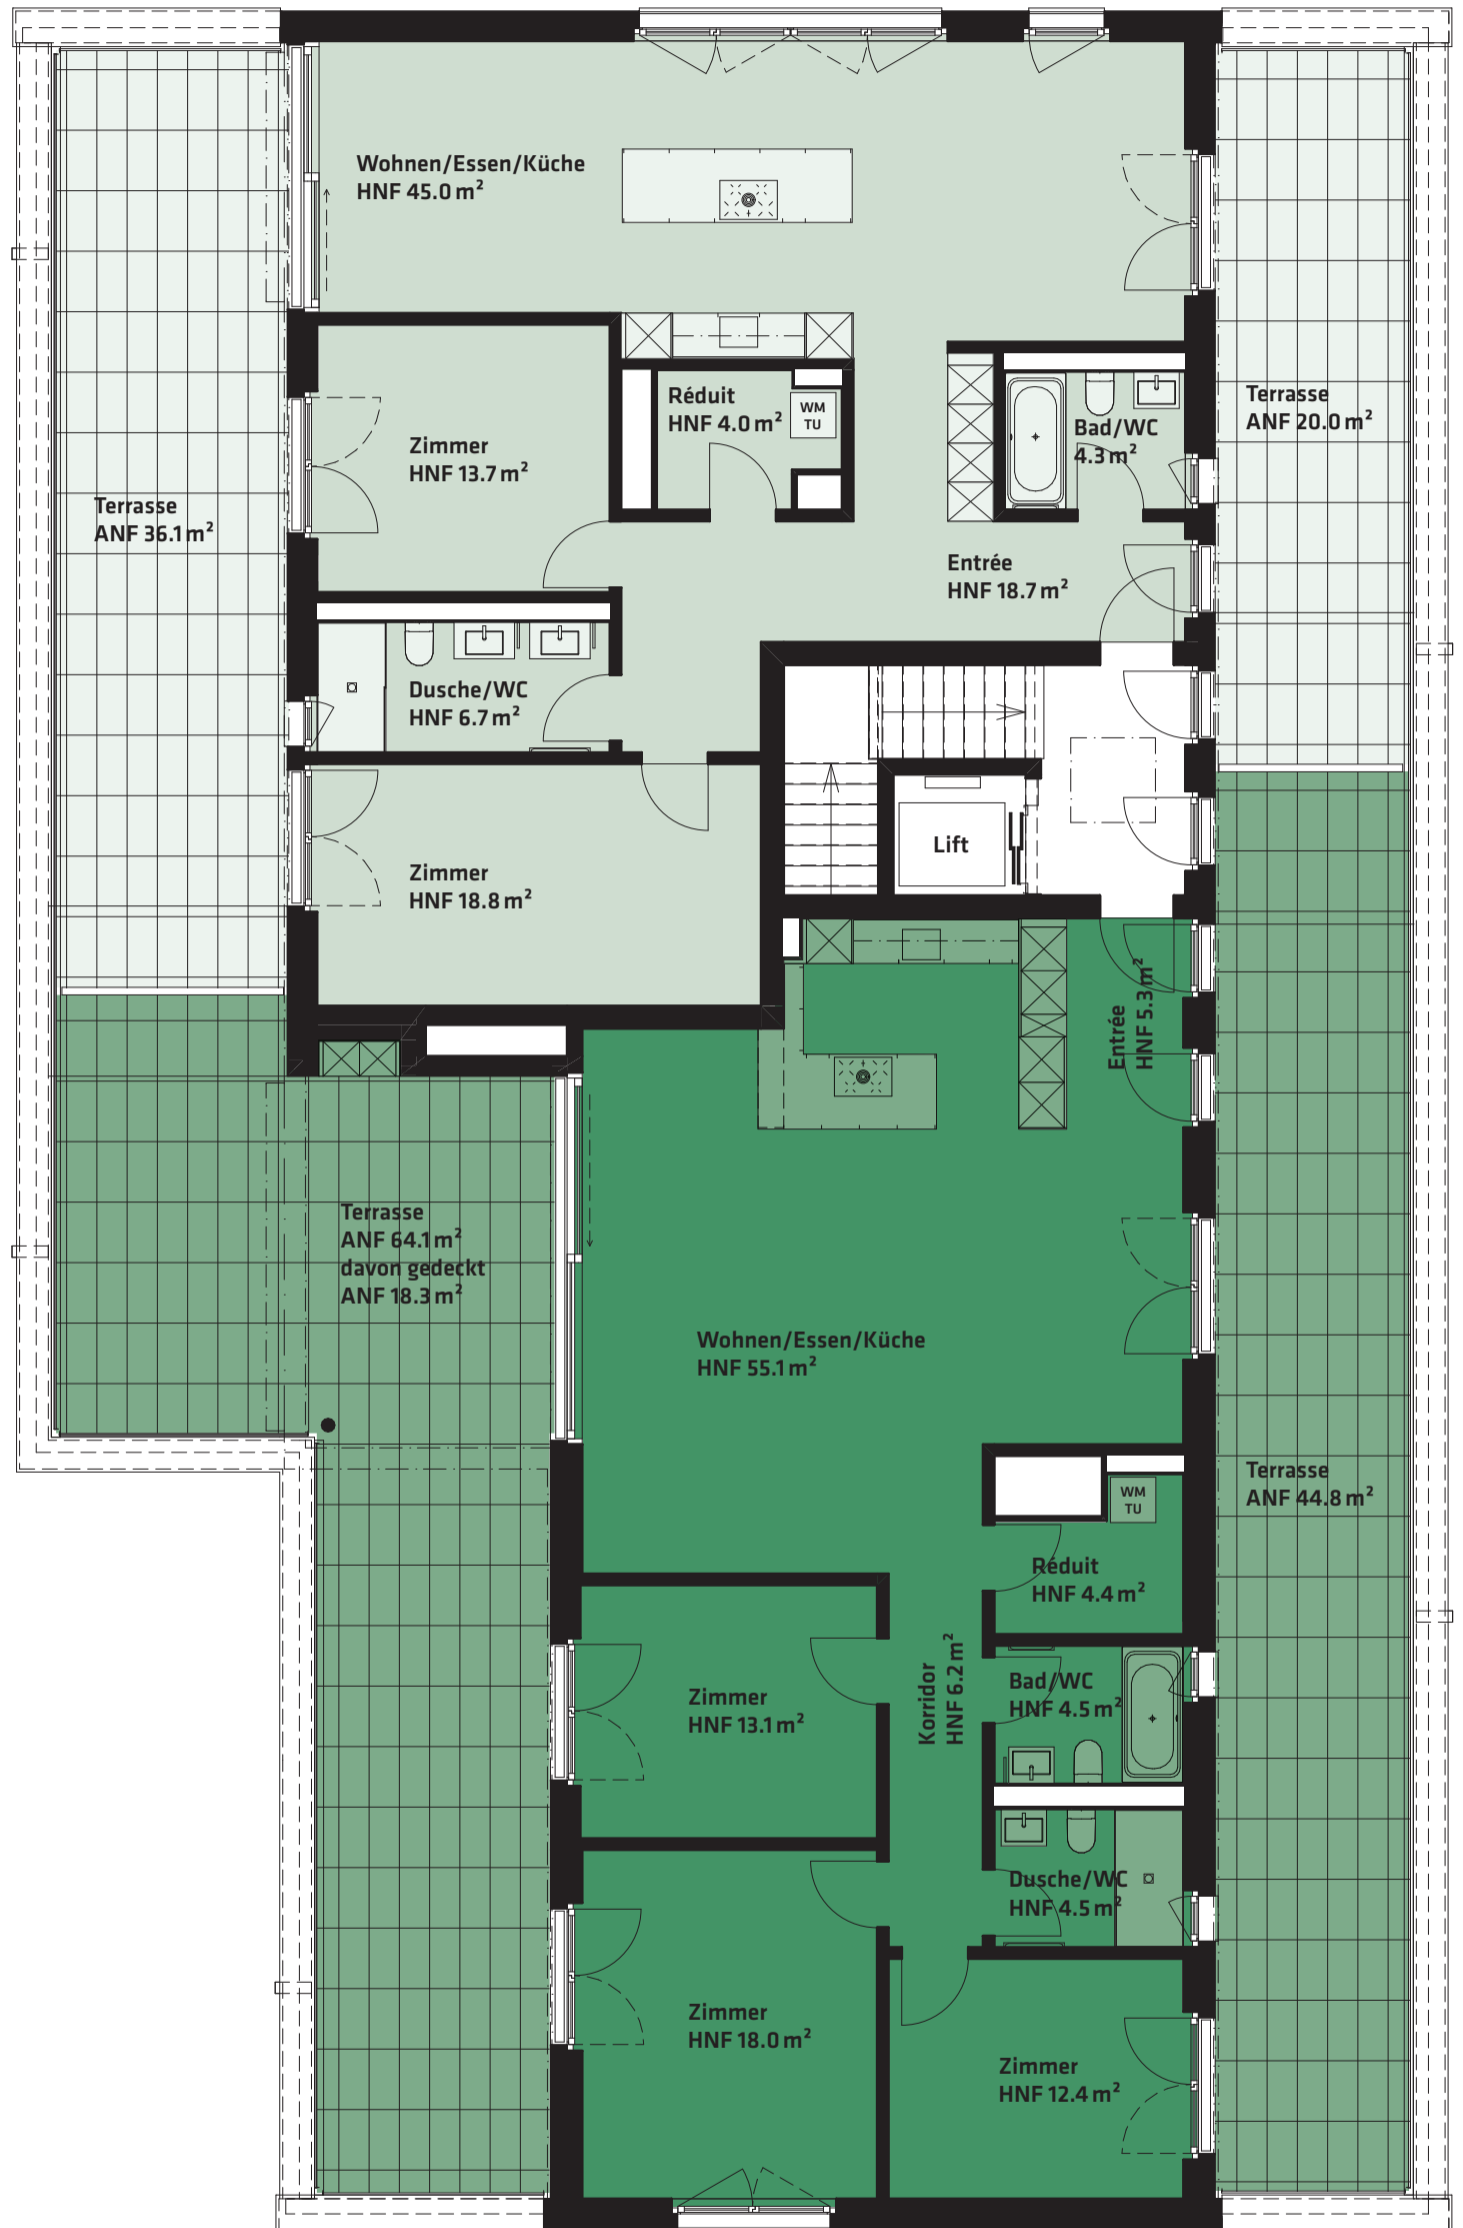 Wohnen/Essen/Küche
HNF 45.0 m²
Réduit
HNF 4.0 m²
WM
TU
Terrasse
ANF 20.0 m²
Bad/WC
4.3 m²
Zimmer
HNF 13.7 m²
Terrasse
ANF 36.1 m²
Entrée
HNF 18.7 m²
Dusche/WC
HNF 6.7 m²
Lift
Zimmer
HNF 18.8 m²
Entrée
HNF 5.3 m²
Terrasse
ANF 64.1 m²
davon gedeckt
ANF 18.3 m²
Wohnen/Essen/Küche
HNF 55.1 m²
Terrasse
ANF 44.8 m²
WM
TU
Réduit
HNF 4.4 m²
Korridor
HNF 6.2 m²
Bad/WC
HNF 4.5 m²
Zimmer
HNF 13.1 m²
Dusche/WC
HNF 4.5 m²
Zimmer
HNF 18.0 m²
Zimmer
HNF 12.4 m²